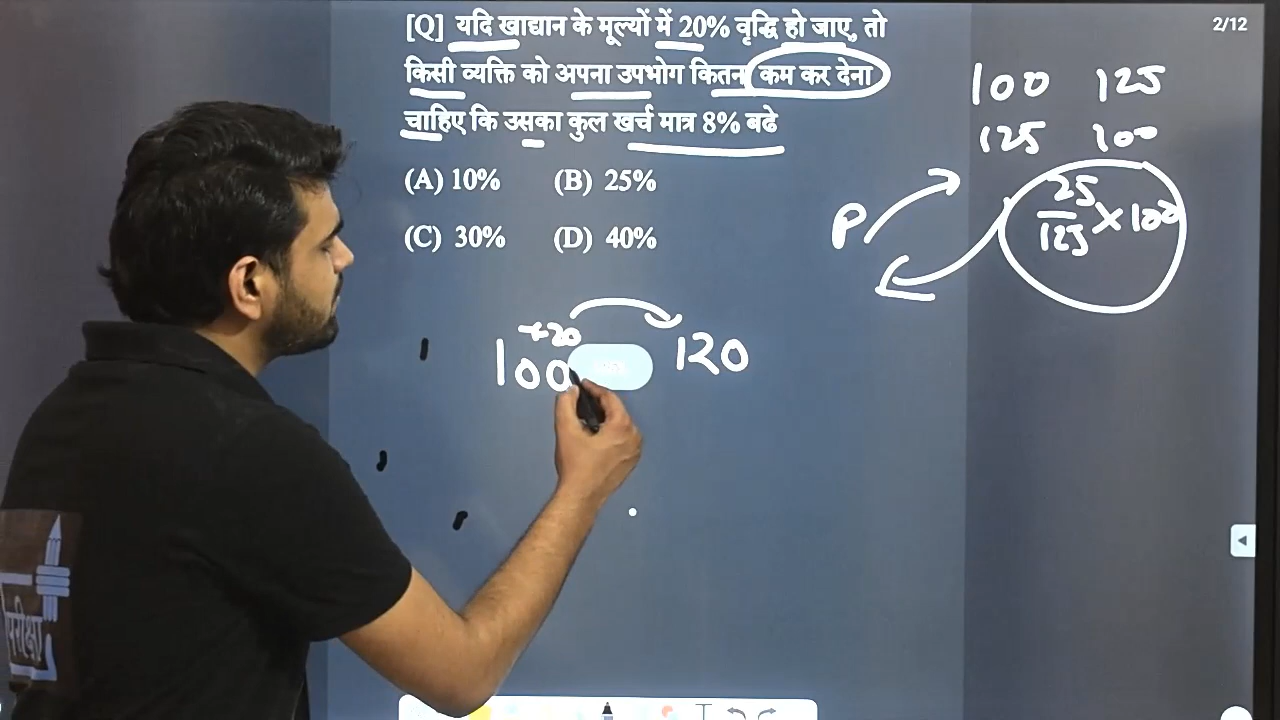 [Q] यदि खाद्यान के मूल्यों में 20% वृद्धि हो जाए, तो
किसी व्यक्ति को अपना उपभोग कितना कम कर देना
चाहिए कि उसका कुल खर्च मात्र 8% बढे
(A) 10% (B) 25%
(C) 30% (D) 40%
2/12
100 125
125 100
P
25
125 × 100
+20
100 120
परीक्षा
T